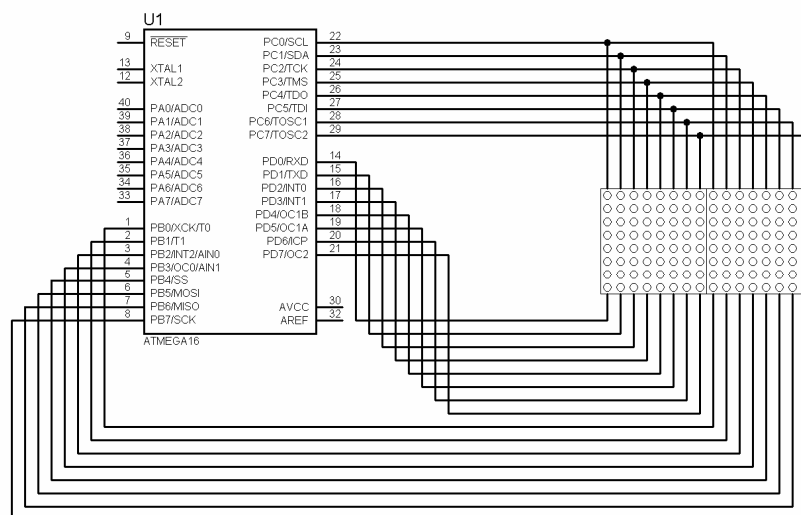 U1
9 RESET
13 XTAL1
12 XTAL2
40 PA0/ADC0
39 PA1/ADC1
38 PA2/ADC2
37 PA3/ADC3
36 PA4/ADC4
35 PA5/ADC5
34 PA6/ADC6
33 PA7/ADC7
1 PB0/XCK/T0
2 PB1/T1
3 PB2/INT2/AIN0
4 PB3/OC0/AIN1
5 PB4/SS
6 PB5/MOSI
7 PB6/MISO
8 PB7/SCK
PC0/SCL 22
PC1/SDA 23
PC2/TCK 24
PC3/TMS 25
PC4/TDO 26
PC5/TDI 27
PC6/TOSC1 28
PC7/TOSC2 29
PD0/RXD 14
PD1/TXD 15
PD2/INT0 16
PD3/INT1 17
PD4/OC1B 18
PD5/OC1A 19
PD6/ICP 20
PD7/OC2 21
AVCC 30
AREF 32
ATMEGA16